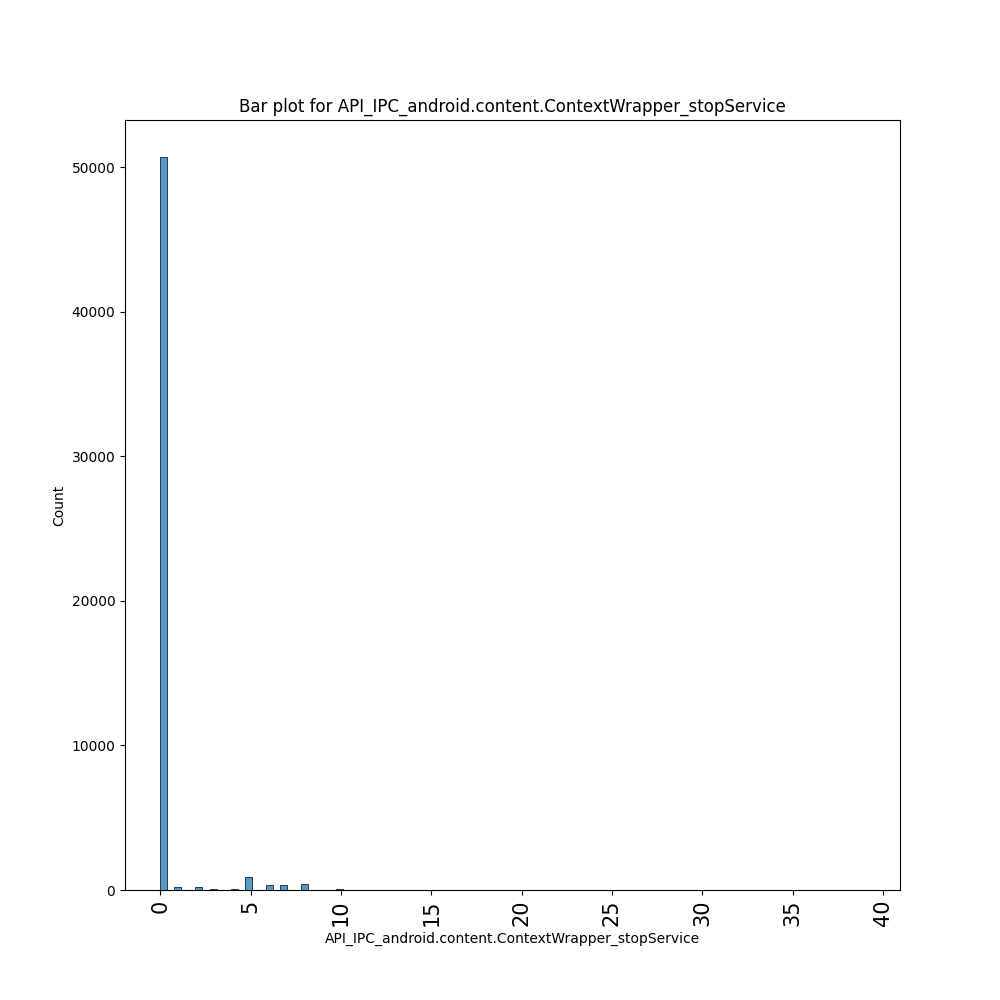 Bar plot for API_IPC_android.content.ContextWrapper_stopService
50000
40000
30000
20000
10000
0
Count
0 5 10 15 20 25 30 35 40
API_IPC_android.content.ContextWrapper_stopService